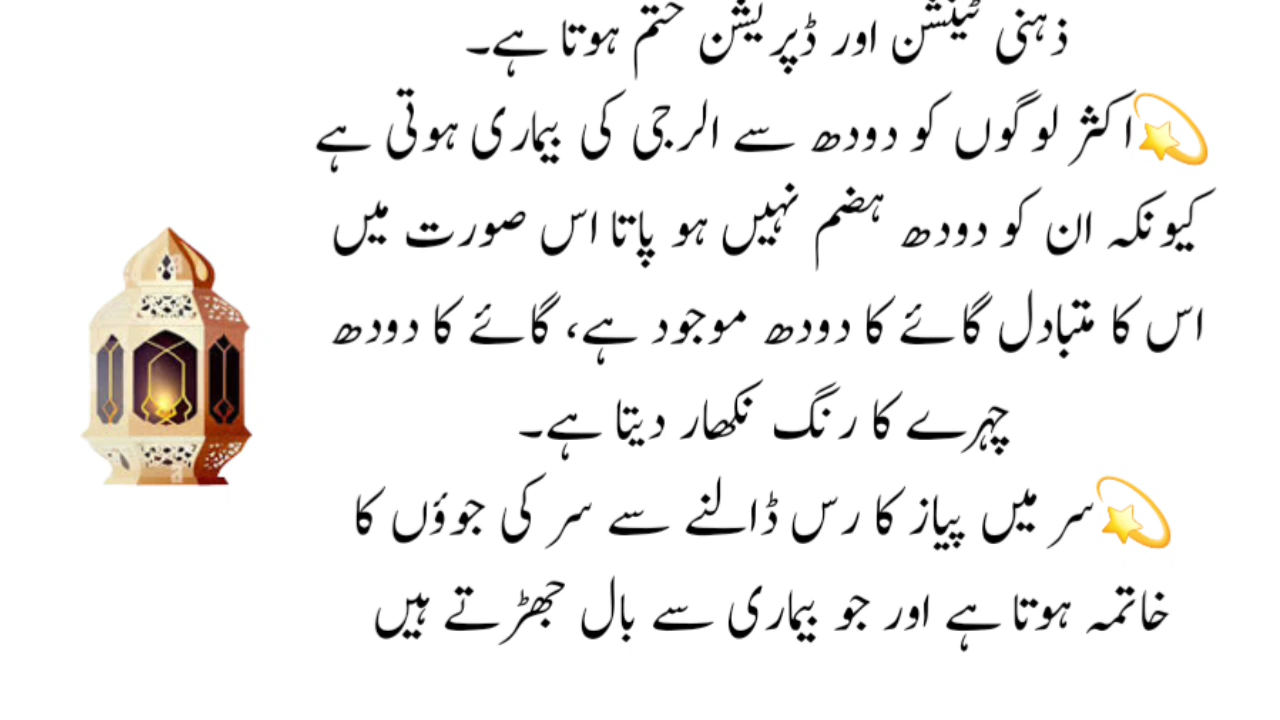 ذہنی ٹینشن اور ڈپریشن ختم ہوتا ہے۔
💫اکثر لوگوں کو دودھ سے الرجی کی بیماری ہوتی ہے
کیونکہ ان کو دودھ ہضم نہیں ہو پاتا اس صورت میں
اس کا متبادل گائے کا دودھ موجود ہے، گائے کا دودھ
چہرے کا رنگ نکھار دیتا ہے۔
💫سر میں پیاز کا رس ڈالنے سے سر کی جوؤں کا
خاتمہ ہوتا ہے اور جو بیماری سے بال جھڑتے ہیں